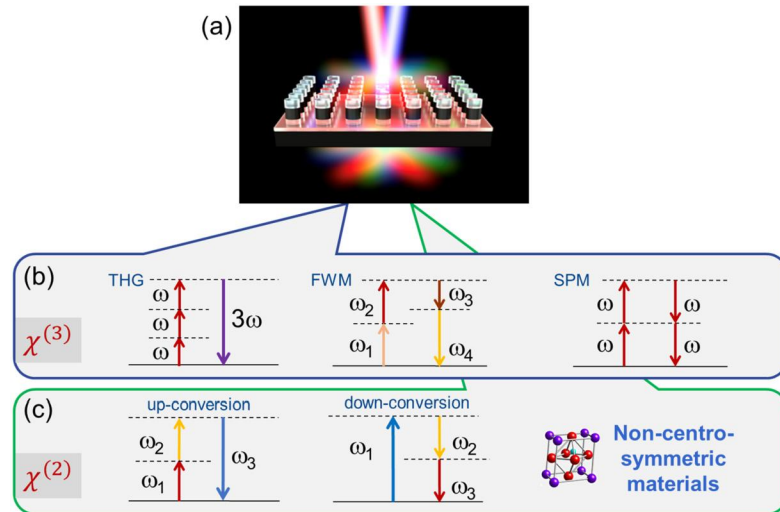 (a)
(b)
THG
FWM
SPM
ω
ω
ω
3ω
ω₂
ω₁
ω₃
ω₄
ω
ω
ω
ω
χ⁽³⁾
(c)
up-conversion
down-conversion
ω₂
ω₁
ω₃
ω₁
ω₂
ω₃
χ⁽²⁾
Non-centro-
symmetric
materials